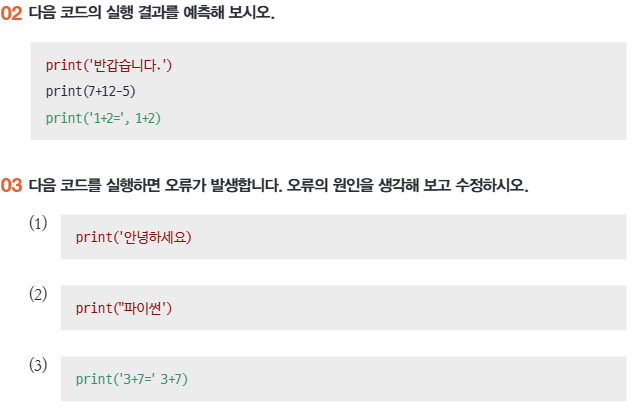 02 다음 코드의 실행 결과를 예측해 보시오.
print('반갑습니다.')
print(7+12-5)
print('1+2=', 1+2)
03 다음 코드를 실행하면 오류가 발생합니다. 오류의 원인을 생각해 보고 수정하시오.
(1)
print('안녕하세요)
(2)
print("파이썬')
(3)
print('3+7=' 3+7)